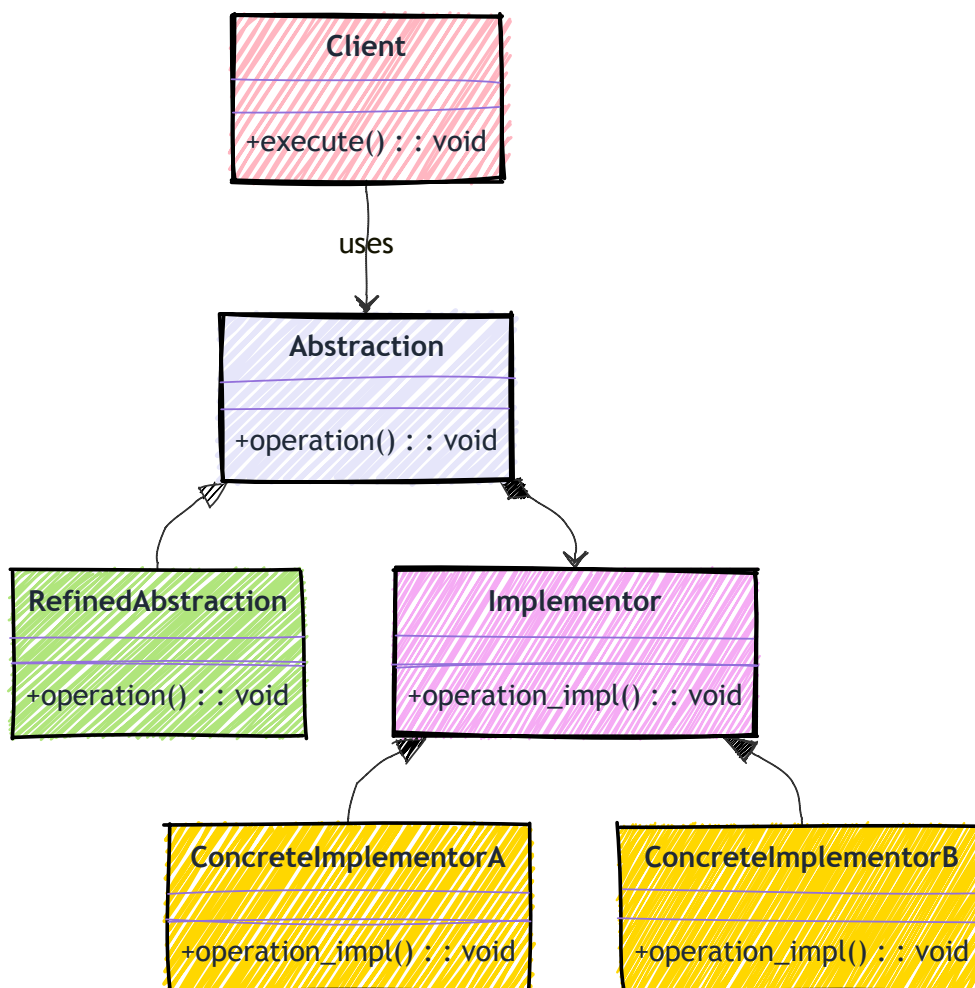 Client
+execute() : : void
uses
Abstraction
+operation() : : void
RefinedAbstraction
+operation() : : void
Implementor
+operation_impl() : : void
ConcreteImplementorA
+operation_impl() : : void
ConcreteImplementorB
+operation_impl() : : void